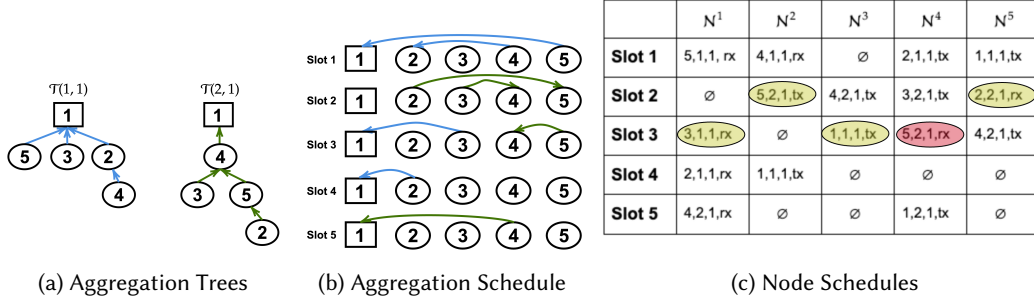 𝒯(1, 1)
1
5 3 2
4
𝒯(2, 1)
1
4
3 5
2
(a) Aggregation Trees
Slot 1 1 2 3 4 5
Slot 2 1 2 3 4 5
Slot 3 1 2 3 4 5
Slot 4 1 2 3 4 5
Slot 5 1 2 3 4 5
(b) Aggregation Schedule
N¹ N² N³ N⁴ N⁵
Slot 1 5,1,1, rx 4,1,1,rx ∅ 2,1,1,tx 1,1,1,tx
Slot 2 ∅ 5,2,1,tx 4,2,1,tx 3,2,1,tx 2,2,1,rx
Slot 3 3,1,1,rx ∅ 1,1,1,tx 5,2,1,rx 4,2,1,tx
Slot 4 2,1,1,rx 1,1,1,tx ∅ ∅ ∅
Slot 5 4,2,1,rx ∅ ∅ 1,2,1,tx ∅
(c) Node Schedules